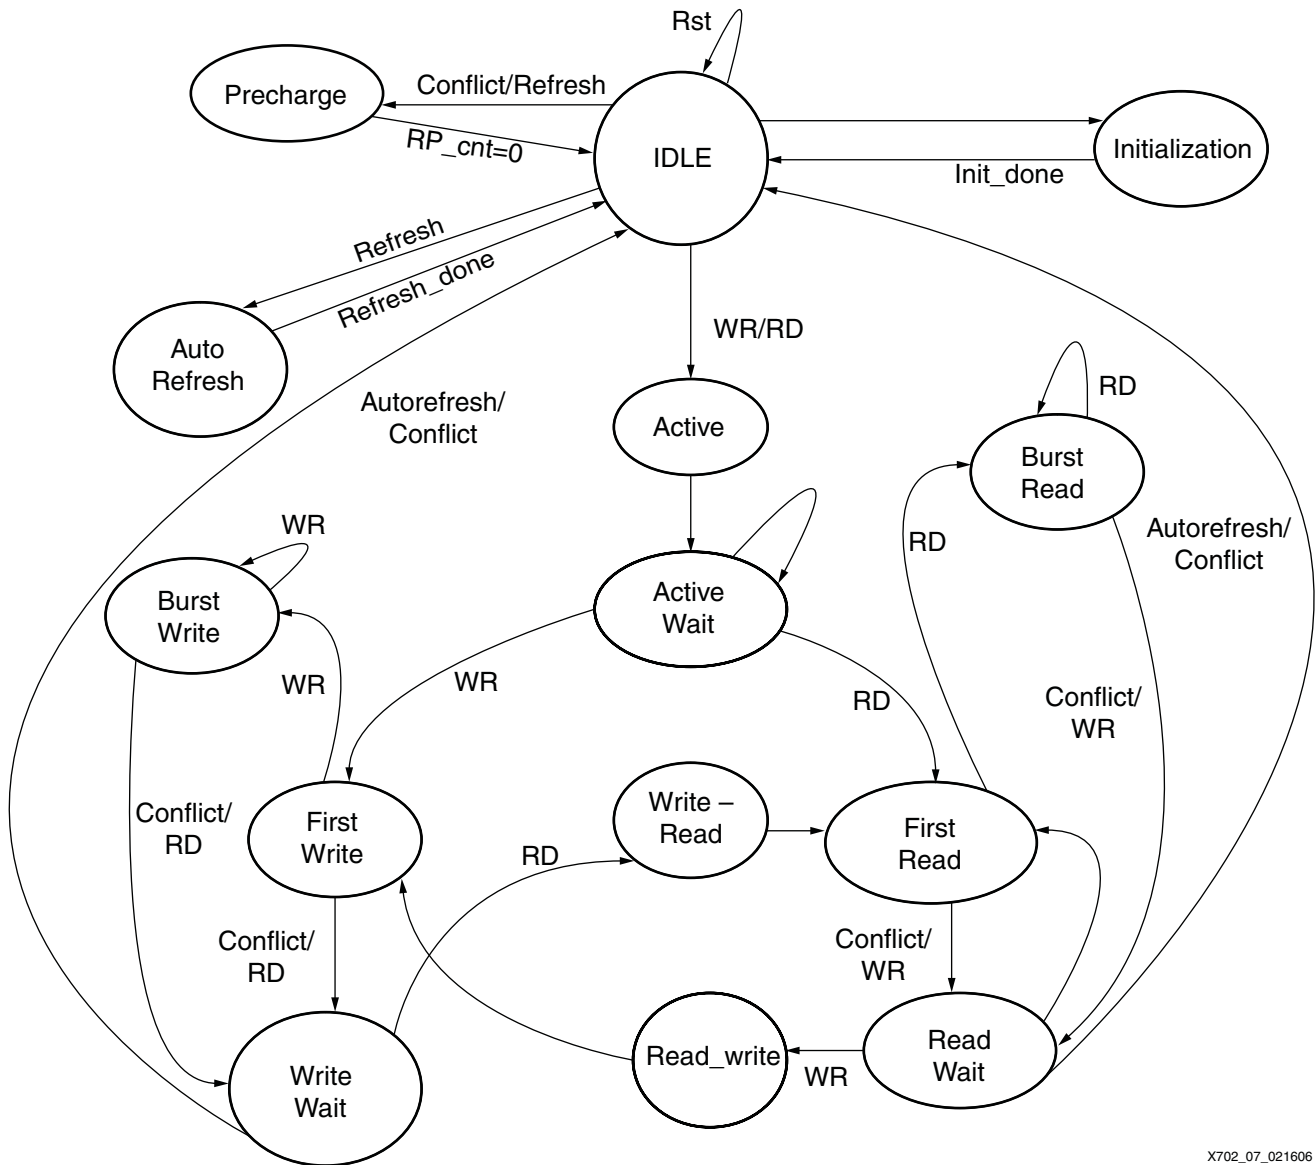 Rst
Precharge
Conflict/Refresh
RP_cnt=0
IDLE
Initialization
Init_done
Refresh
Refresh_done
Auto
Refresh
WR/RD
Autorefresh/
Conflict
Active
RD
Burst
Read
WR
RD
Autorefresh/
Conflict
Burst
Write
Active
Wait
WR
WR
RD
Conflict/
WR
Conflict/
RD
First
Write
Write –
Read
First
Read
RD
Conflict/
RD
Conflict/
WR
Write
Wait
Read_write
WR
Read
Wait
X702_07_021606